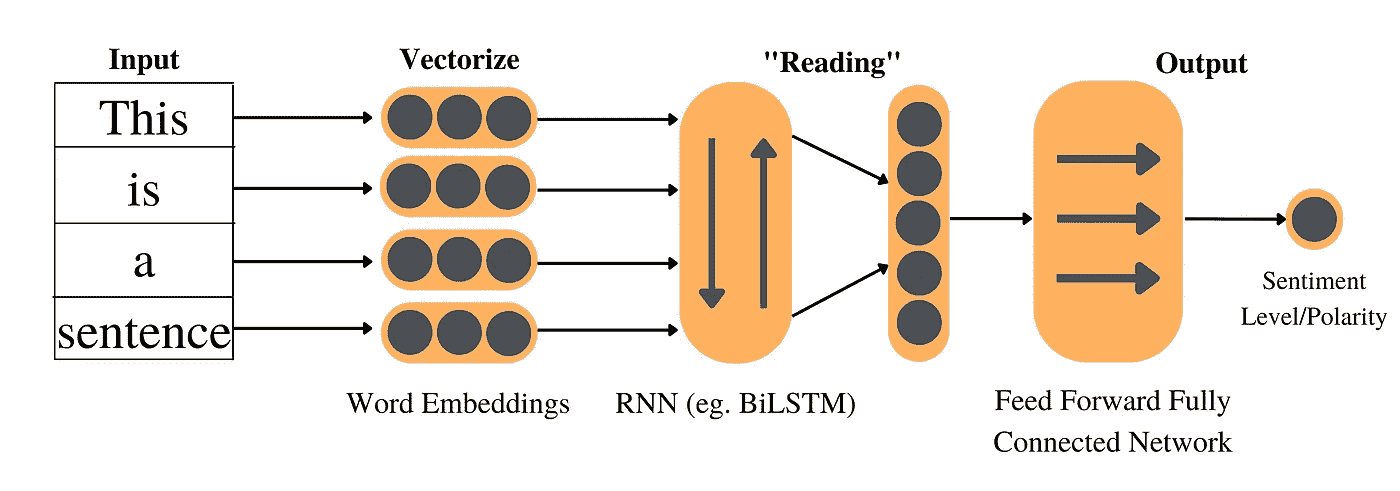 Input
Vectorize
"Reading"
Output
This
is
a
sentence
Word Embeddings
RNN (eg. BiLSTM)
Feed Forward Fully
Connected Network
Sentiment
Level/Polarity